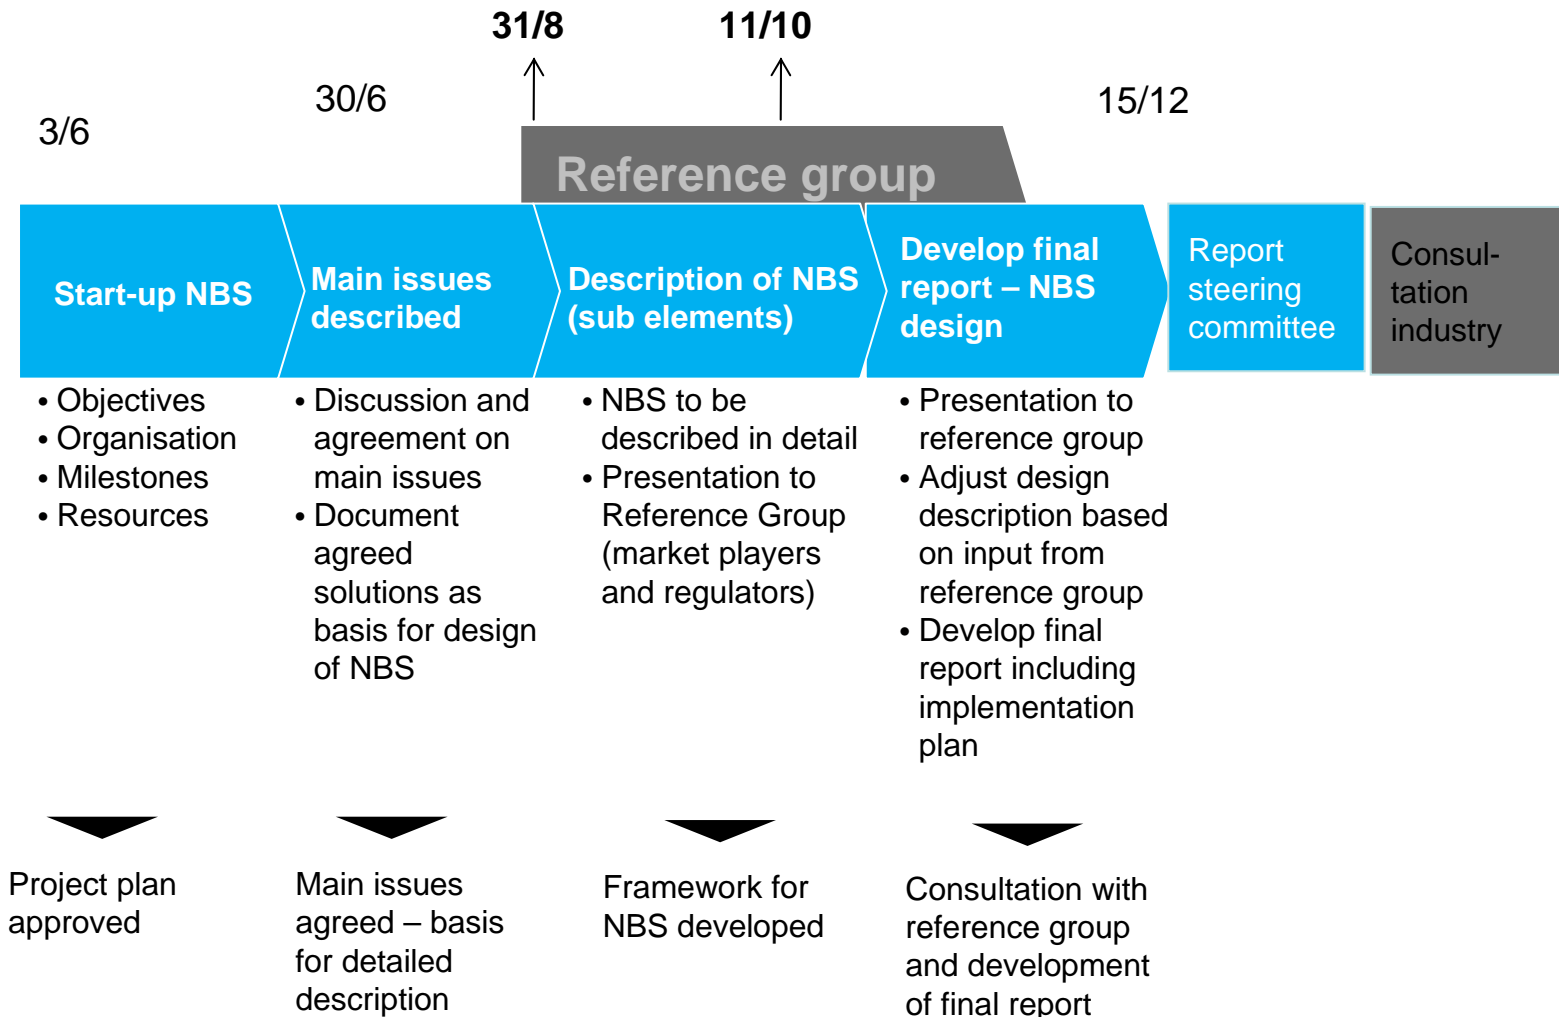 31/8
11/10
30/6
15/12
3/6
Reference group
Start-up NBS
Main issues
described
Description of NBS
(sub elements)
Develop final
report – NBS
design
Report
steering
committee
Consul-
tation
industry
• Objectives
• Organisation
• Milestones
• Resources
• Discussion and
agreement on
main issues
• Document
agreed
solutions as
basis for design
of NBS
• NBS to be
described in detail
• Presentation to
Reference Group
(market players
and regulators)
• Presentation to
reference group
• Adjust design
description based
on input from
reference group
• Develop final
report including
implementation
plan
Project plan
approved
Main issues
agreed – basis
for detailed
description
Framework for
NBS developed
Consultation with
reference group
and development
of final report